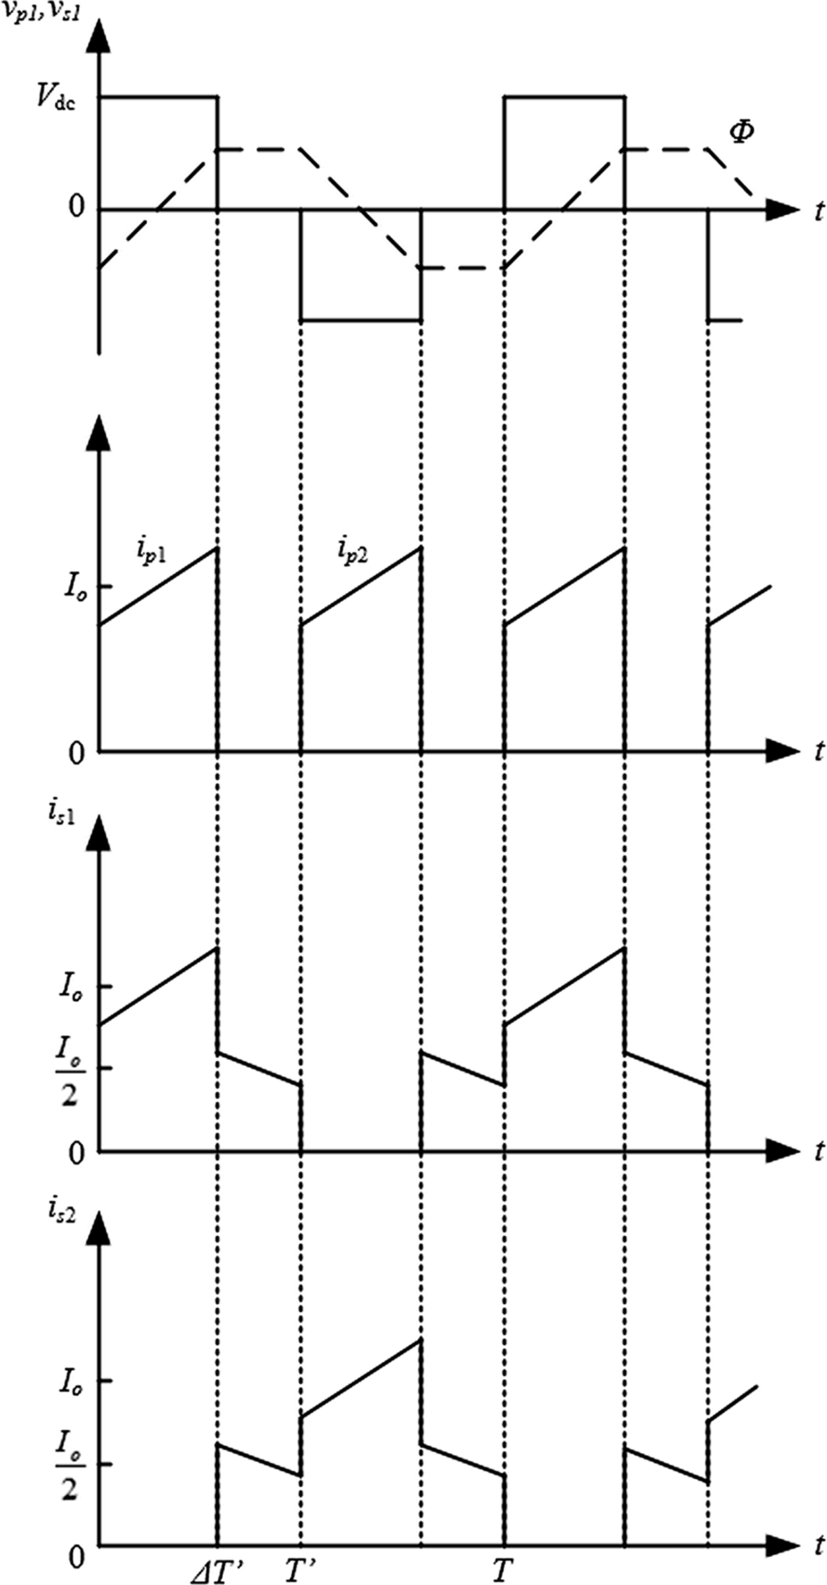 vp1,vs1
Vdc
Φ
0
t
ip1
ip2
Io
0
t
is1
Io
Io
2
0
t
is2
Io
Io
2
0
t
ΔT’
T’
T